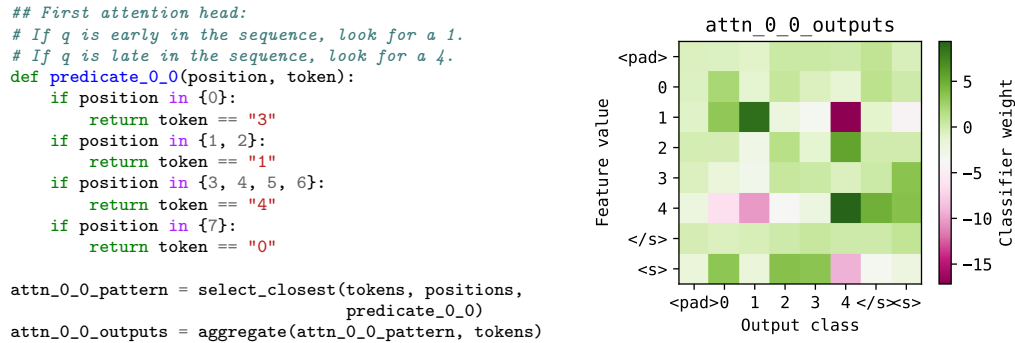 ## First attention head:
# If q is early in the sequence, look for a 1.
# If q is late in the sequence, look for a 4.
def predicate_0_0(position, token):
    if position in {0}:
        return token == "3"
    if position in {1, 2}:
        return token == "1"
    if position in {3, 4, 5, 6}:
        return token == "4"
    if position in {7}:
        return token == "0"
attn_0_0_pattern = select_closest(tokens, positions,
                                  predicate_0_0)
attn_0_0_outputs = aggregate(attn_0_0_pattern, tokens)
attn_0_0_outputs
Feature value
<pad>
0
1
2
3
4
</s>
<s>
<pad> 0 1 2 3 4 </s> <s>
Output class
5
0
−5
−10
−15
Classifier weight